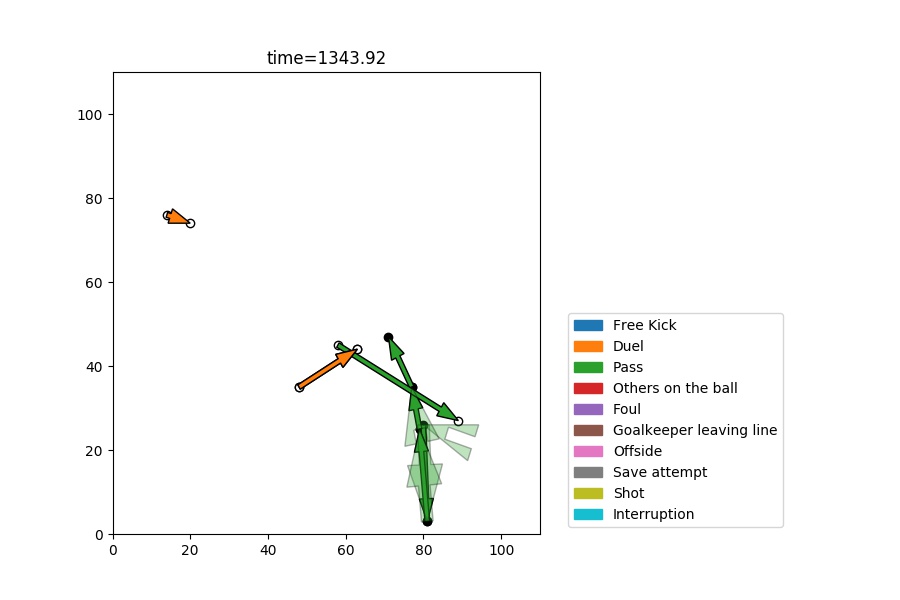 time=1343.92
100
80
60
40
20
0
0 20 40 60 80 100
Free Kick
Duel
Pass
Others on the ball
Foul
Goalkeeper leaving line
Offside
Save attempt
Shot
Interruption